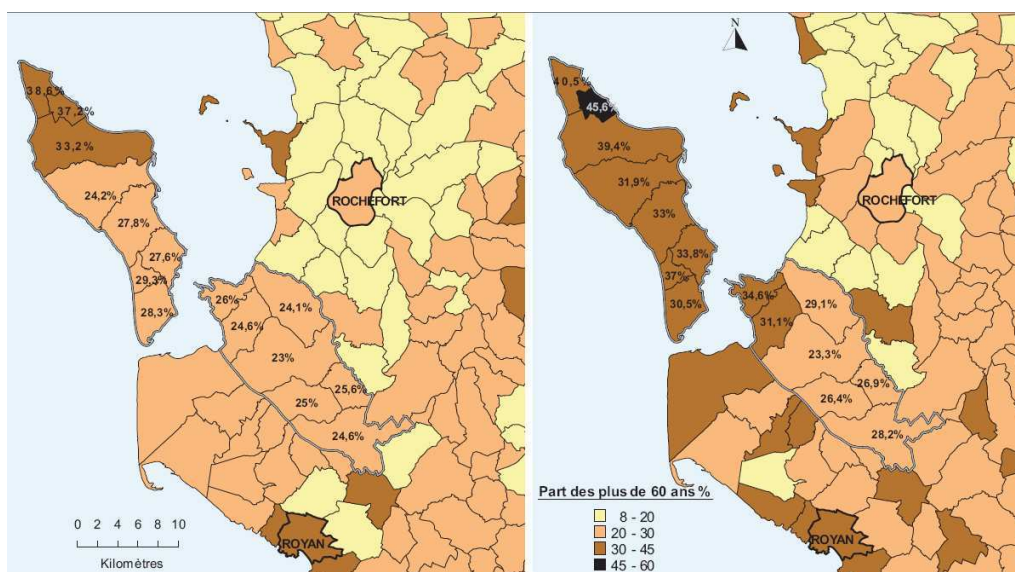 38,6%
37,2%
33,2%
24,2%
27,8%
27,6%
29,3%
28,3%
26%
24,1%
24,6%
23%
25,6%
25%
24,6%
ROCHEFORT
ROYAN
0 2 4 6 8 10
Kilomètres
N
40,5%
45,6%
39,4%
31,9%
33%
33,8%
37%
30,5%
34,6%
29,1%
31,1%
23,3%
26,9%
26,4%
28,2%
ROCHEFORT
ROYAN
Part des plus de 60 ans %
8 - 20
20 - 30
30 - 45
45 - 60